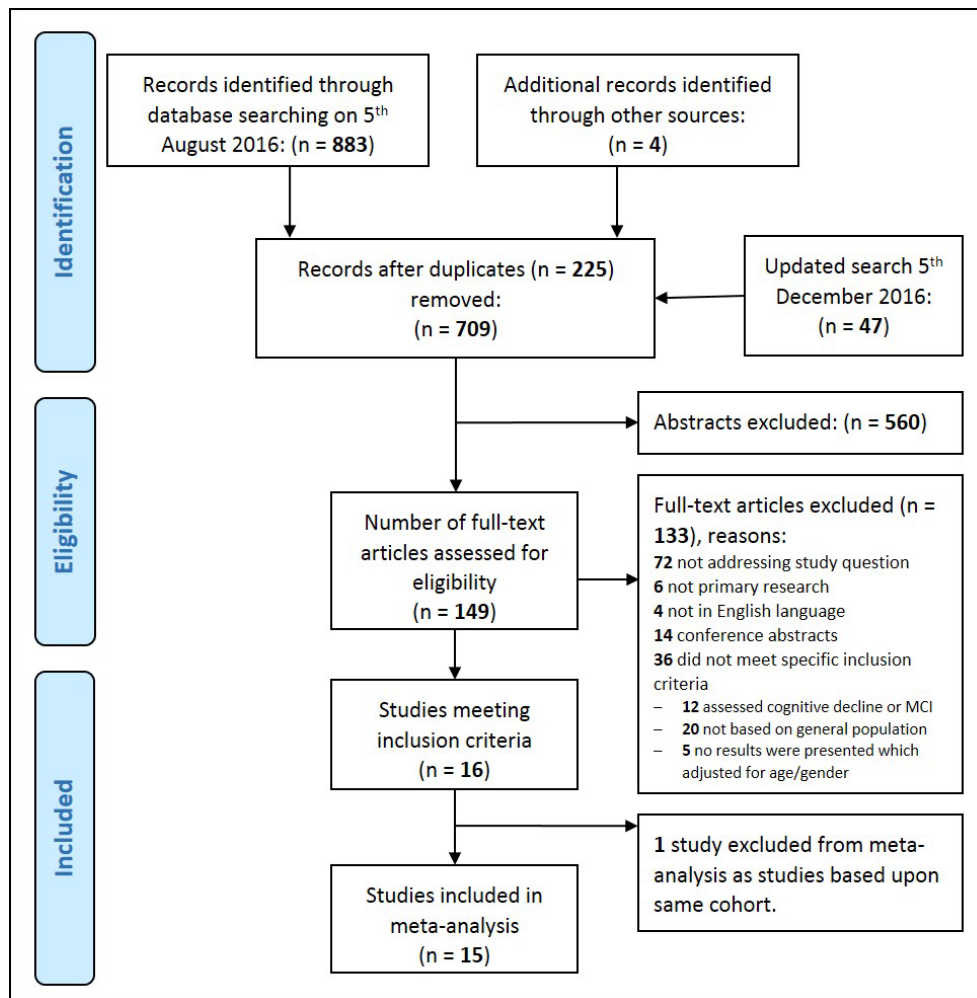 Identification
Records identified through
database searching on 5th
August 2016: (n = 883)
Additional records identified
through other sources:
(n = 4)
Records after duplicates (n = 225)
removed:
(n = 709)
Updated search 5th
December 2016:
(n = 47)
Eligibility
Abstracts excluded: (n = 560)
Number of full-text
articles assessed for
eligibility
(n = 149)
Full-text articles excluded (n =
133), reasons:
72 not addressing study question
6 not primary research
4 not in English language
14 conference abstracts
36 did not meet specific inclusion
criteria
– 12 assessed cognitive decline or MCI
– 20 not based on general population
– 5 no results were presented which
adjusted for age/gender
Included
Studies meeting
inclusion criteria
(n = 16)
1 study excluded from meta-
analysis as studies based upon
same cohort.
Studies included in
meta-analysis
(n = 15)